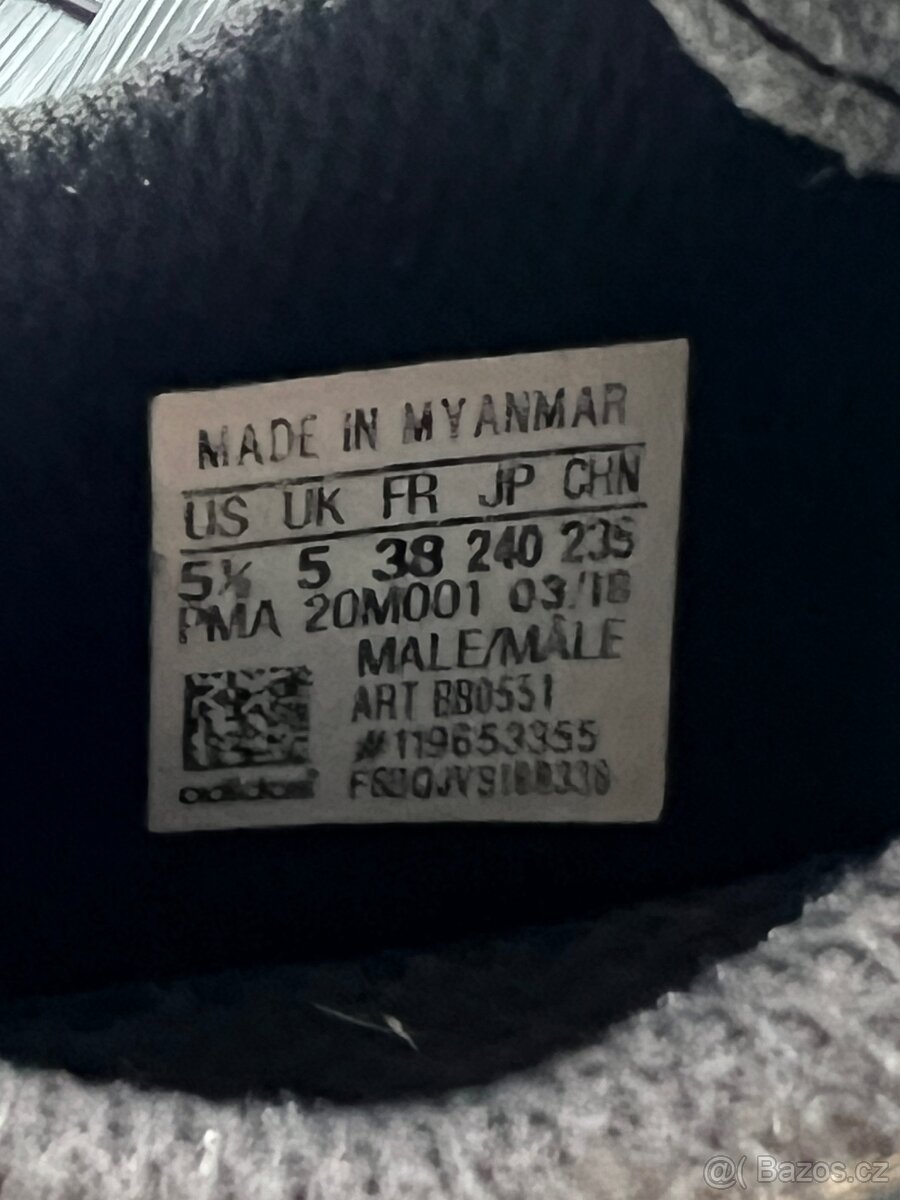 MADE IN MYANMAR
US UK FR JP CHN
5½ 5 38 240 235
PMA 20M001 03/18
MALE/MÂLE
ART BB0531
#119653355
adidas
@( Bazos.cz